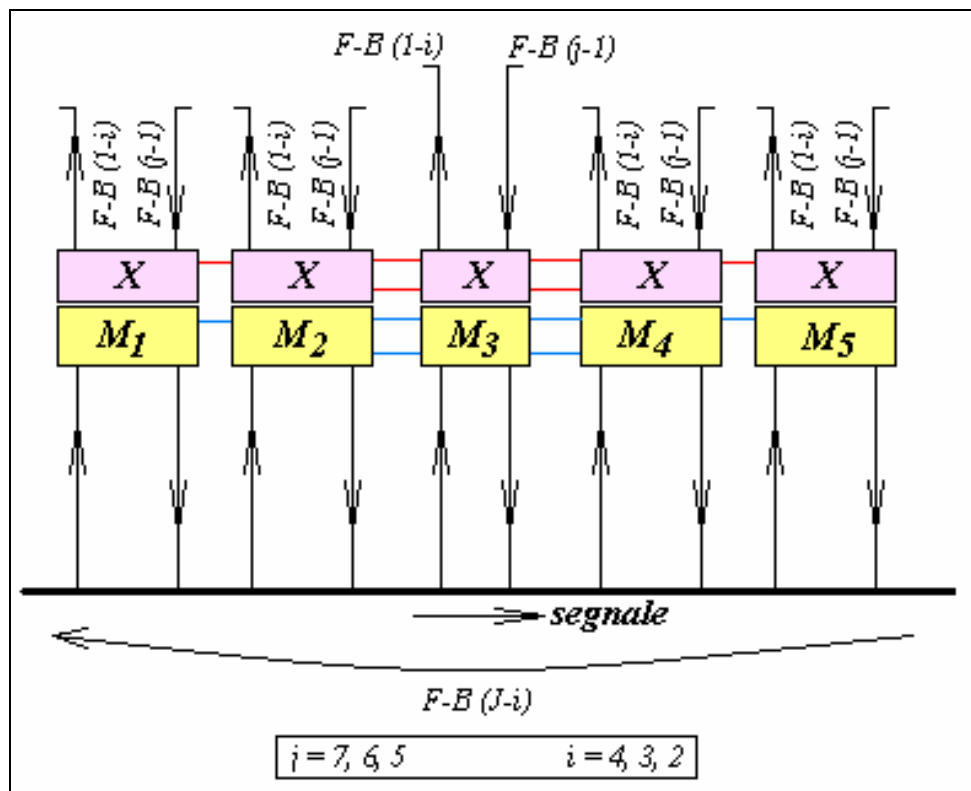 F-B (1-i)
F-B (j-1)
F-B (1-i)
F-B (j-1)
F-B (1-i)
F-B (j-1)
F-B (1-i)
F-B (j-1)
F-B (1-i)
F-B (j-1)
X X X X X
M1 M2 M3 M4 M5
segnale
F-B (J-i)
j = 7, 6, 5 i = 4, 3, 2